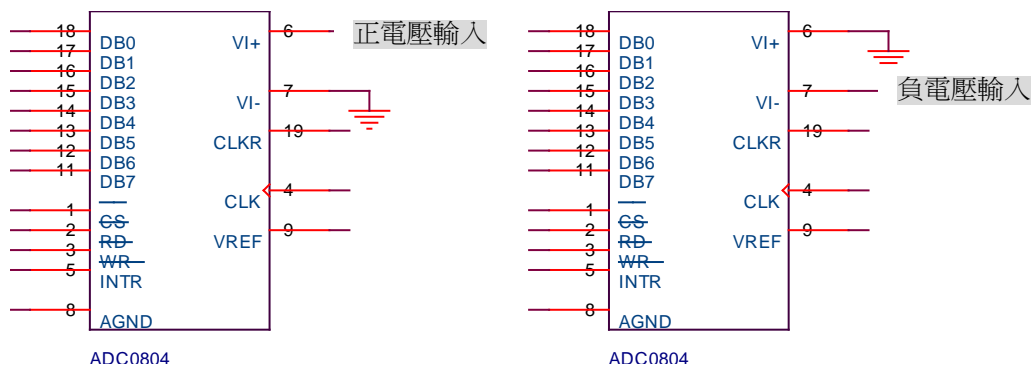 18 DB0
17 DB1
16 DB2
15 DB3
14 DB4
13 DB5
12 DB6
11 DB7
1 CS
2 RD
3 WR
5 INTR
8 AGND
VI+ 6 正電壓輸入
VI- 7
CLKR 19
CLK 4
VREF 9
ADC0804
18 DB0
17 DB1
16 DB2
15 DB3
14 DB4
13 DB5
12 DB6
11 DB7
1 CS
2 RD
3 WR
5 INTR
8 AGND
VI+ 6
VI- 7 負電壓輸入
CLKR 19
CLK 4
VREF 9
ADC0804